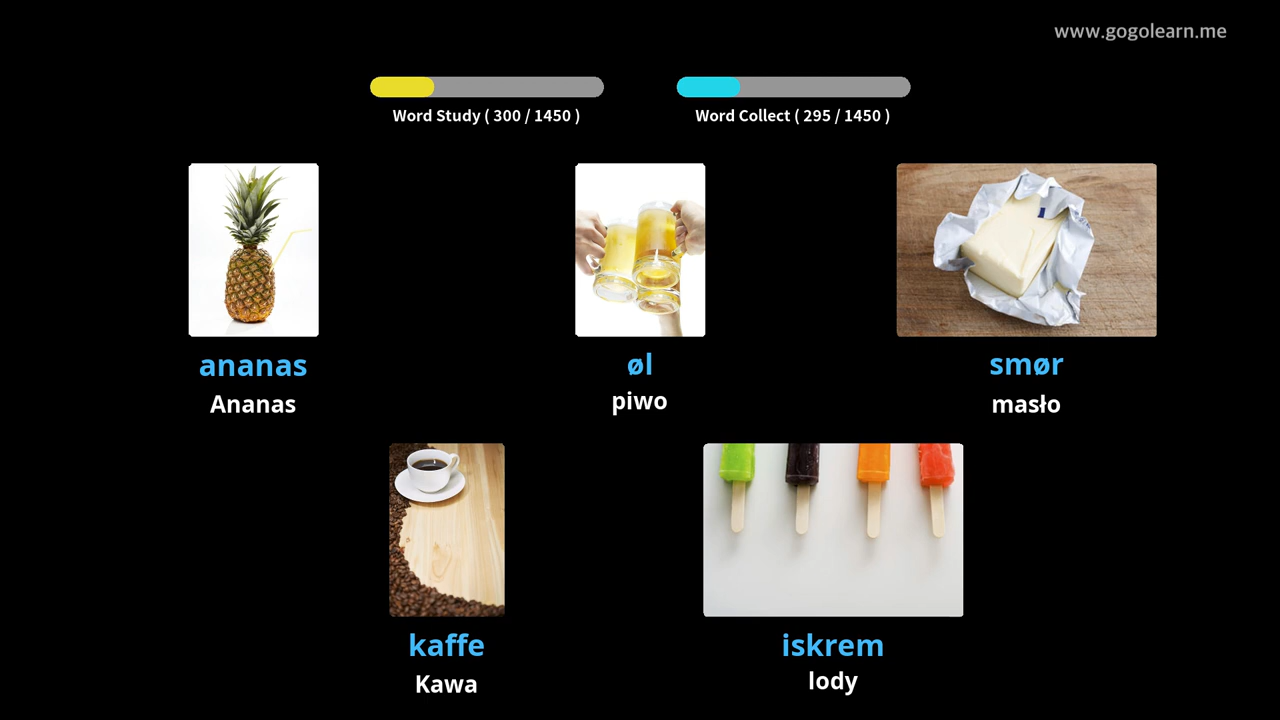 www.gogolearn.me
Word Study ( 300 / 1450 )
Word Collect ( 295 / 1450 )
ananas
Ananas
øl
piwo
smør
masło
kaffe
Kawa
iskrem
lody